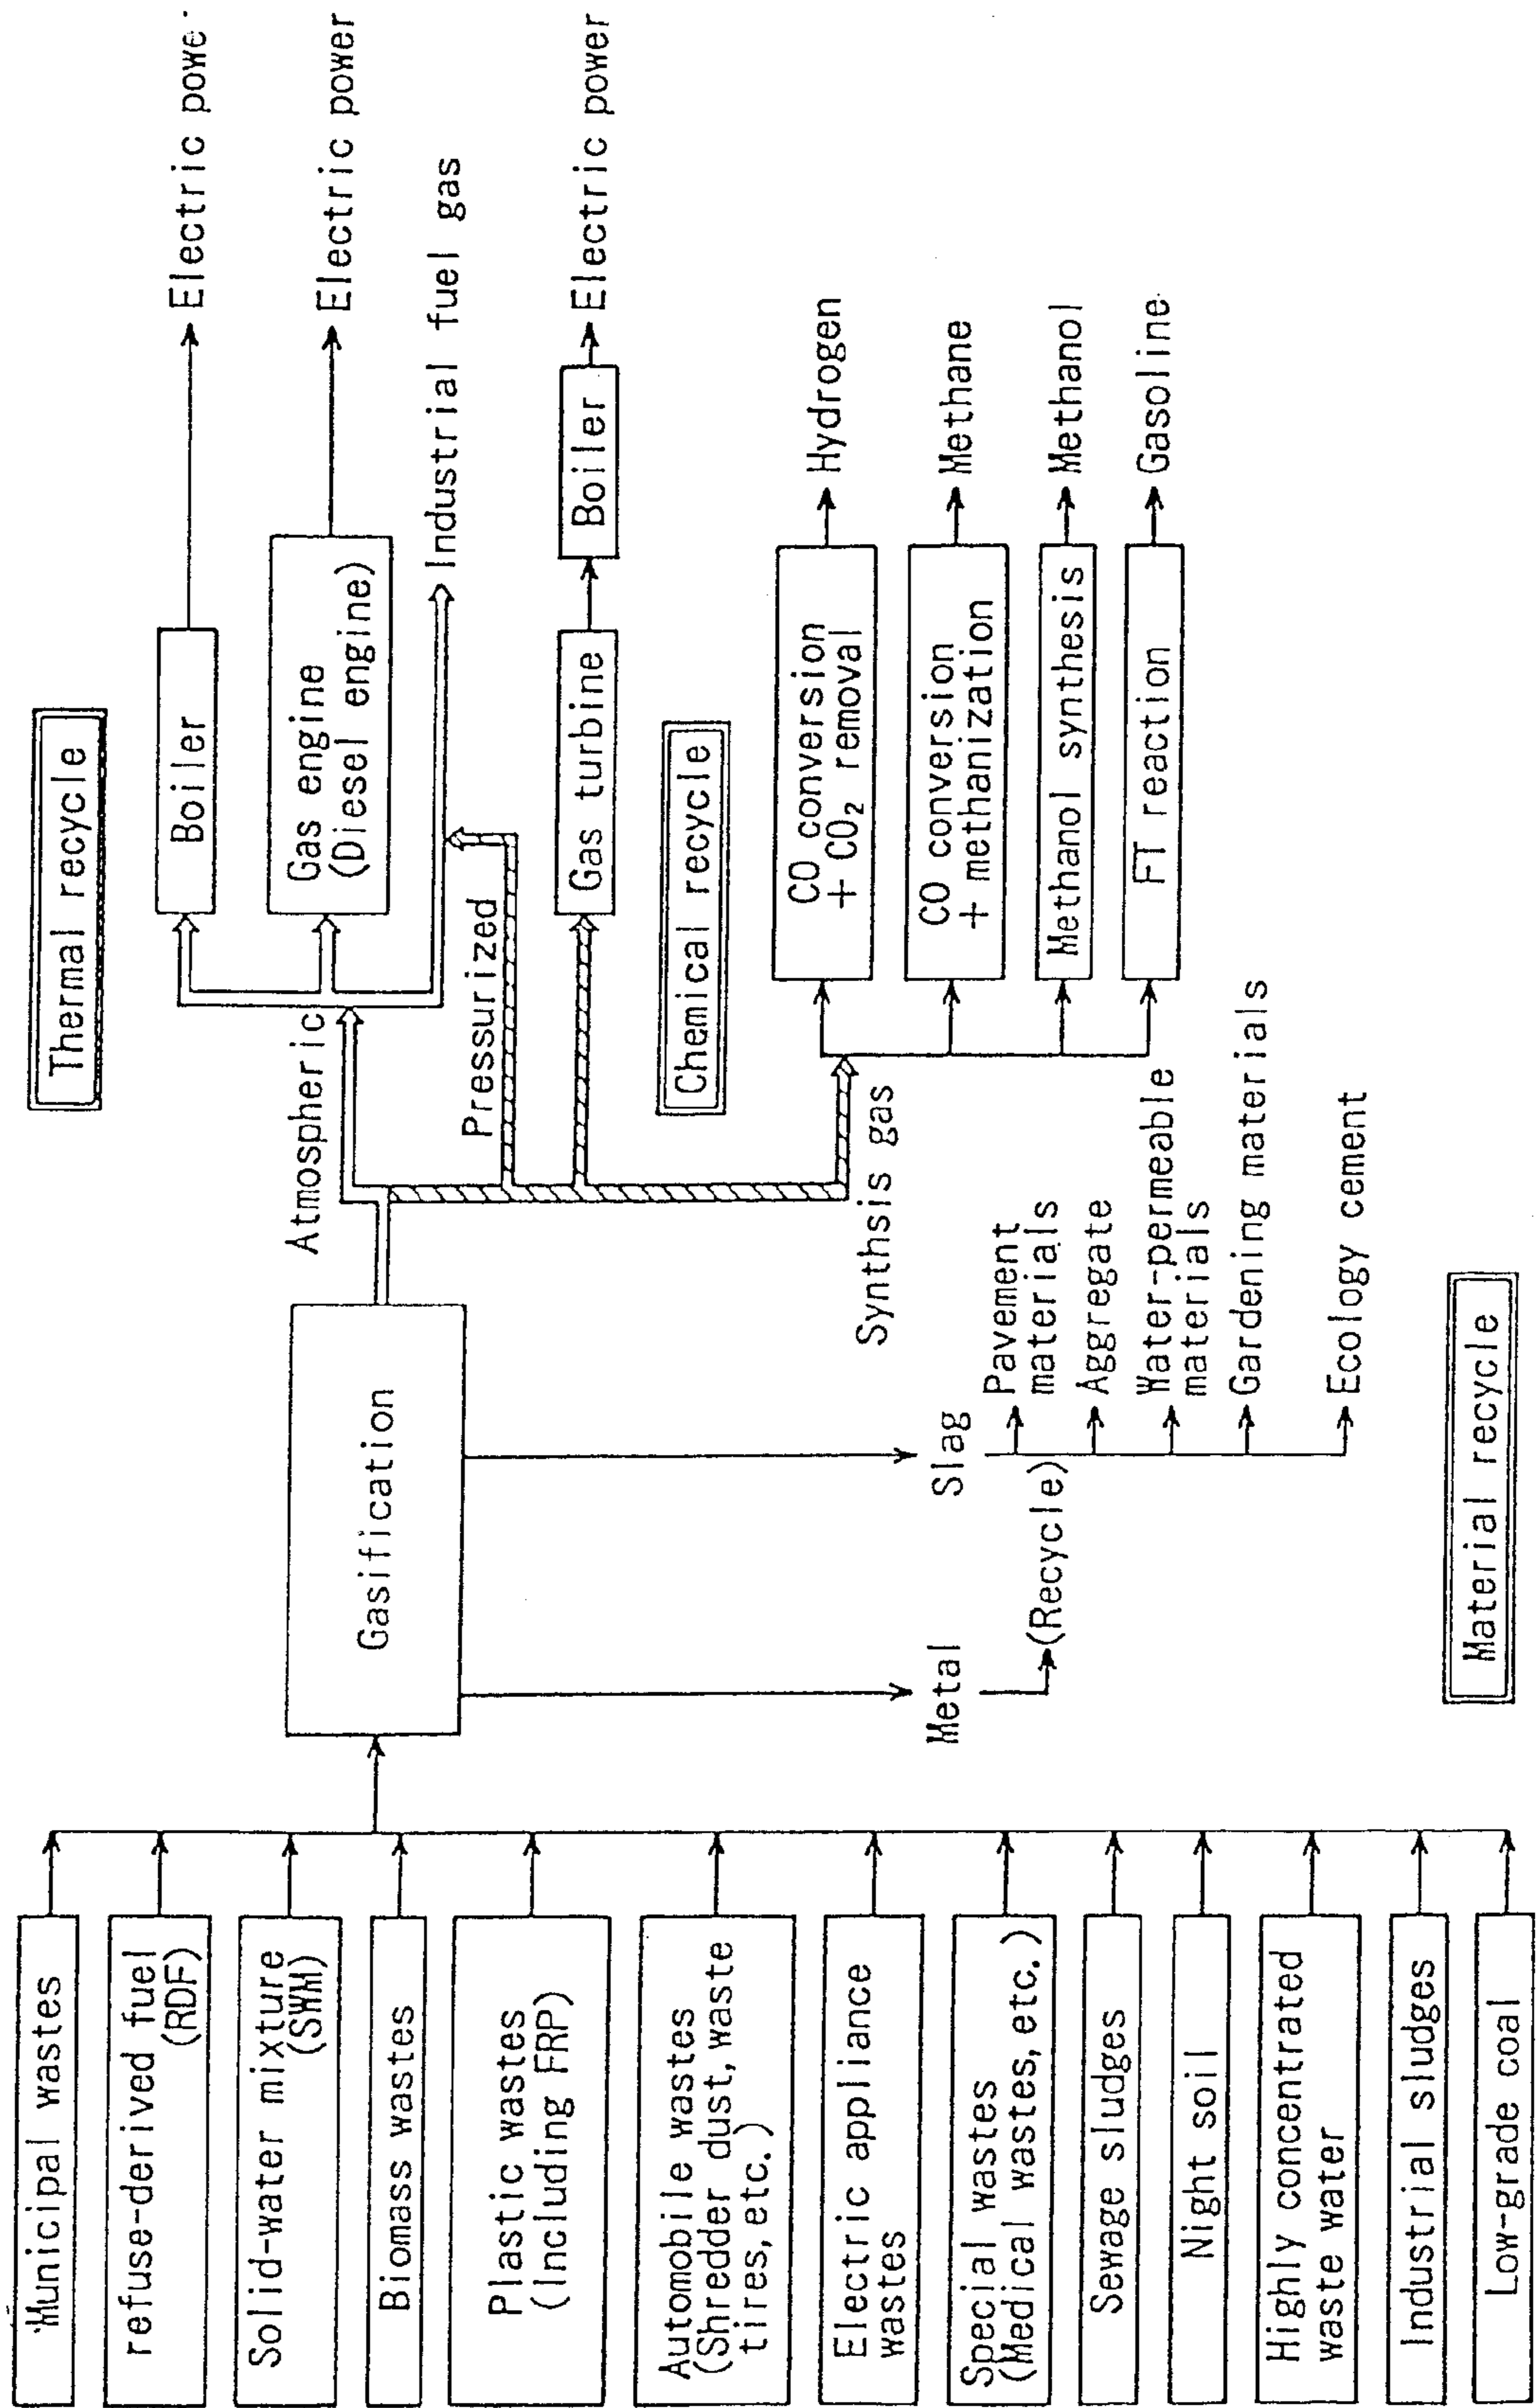 Municipal wastes
refuse-derived fuel
(RDF)
Solid-water mixture
(SWM)
Biomass wastes
Plastic wastes
(Including FRP)
Automobile wastes
(Shredder dust, waste
tires, etc.)
Electric appliance
wastes
Special wastes
(Medical wastes, etc.)
Sewage sludges
Night soil
Highly concentrated
waste water
Industrial sludges
Low-grade coal
Gasification
Metal
(Recycle)
Slag
Pavement
materials
Aggregate
Water-permeable
materials
Gardening materials
Ecology cement
Material recycle
Thermal recycle
Atmospheric
Boiler
Electric power
Gas engine
(Diesel engine)
Electric power
Industrial fuel gas
Pressurized
Gas turbine
Boiler
Electric power
Chemical recycle
Synthsis gas
CO conversion
+ CO₂ removal
Hydrogen
CO conversion
+ methanization
Methane
Methanol synthesis
Methanol
FT reaction
Gasoline